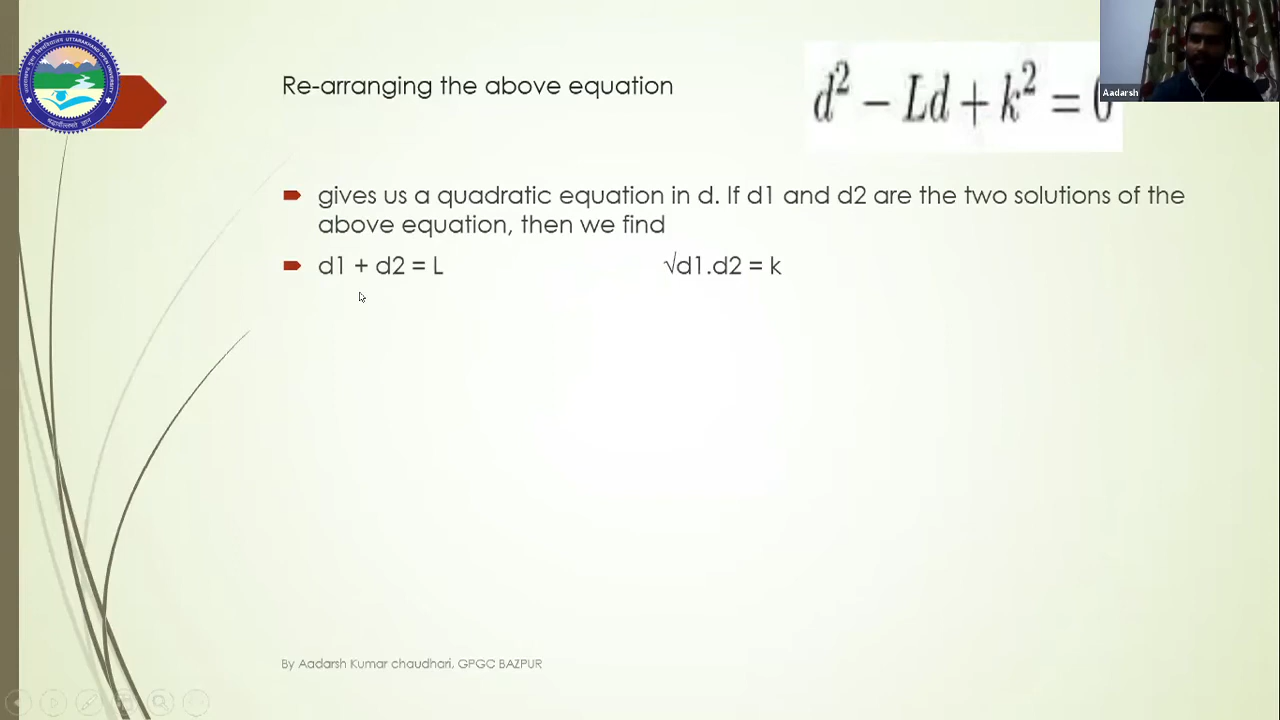 Re-arranging the above equation
d² − Ld + k² = 0
Aadarsh
gives us a quadratic equation in d. If d1 and d2 are the two solutions of the
above equation, then we find
d1 + d2 = L
√d1.d2 = k
By Aadarsh Kumar chaudhari, GPGC BAZPUR